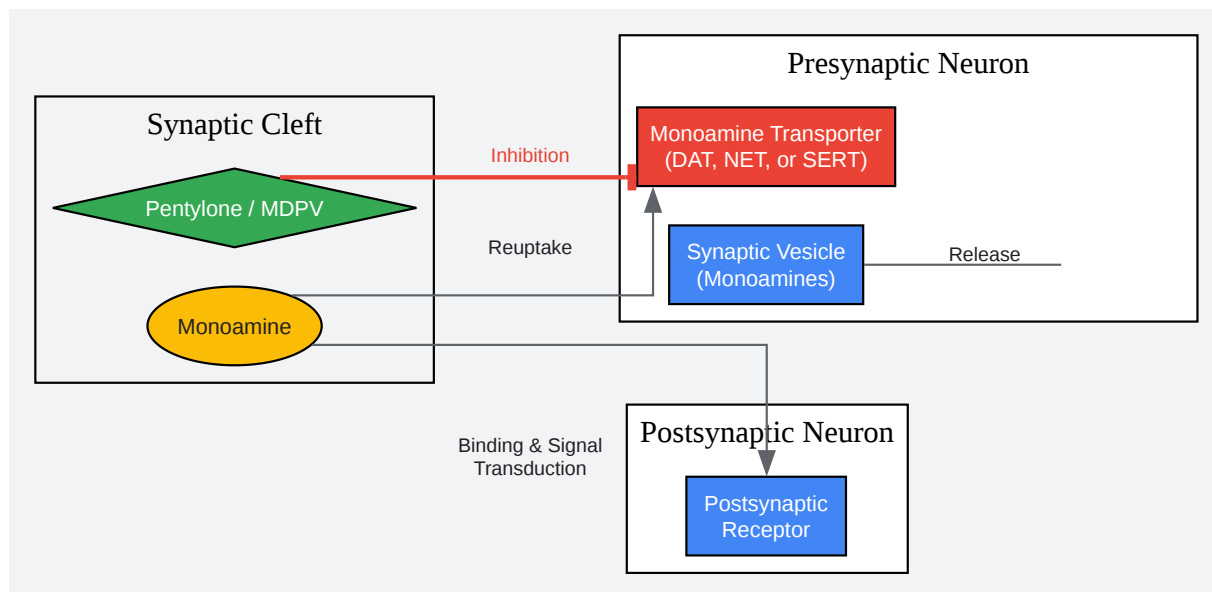 Presynaptic Neuron
Synaptic Cleft
Monoamine Transporter
(DAT, NET, or SERT)
Inhibition
Pentylone / MDPV
Reuptake
Synaptic Vesicle
(Monoamines)
Release
Monoamine
Postsynaptic Neuron
Binding & Signal
Transduction
Postsynaptic
Receptor